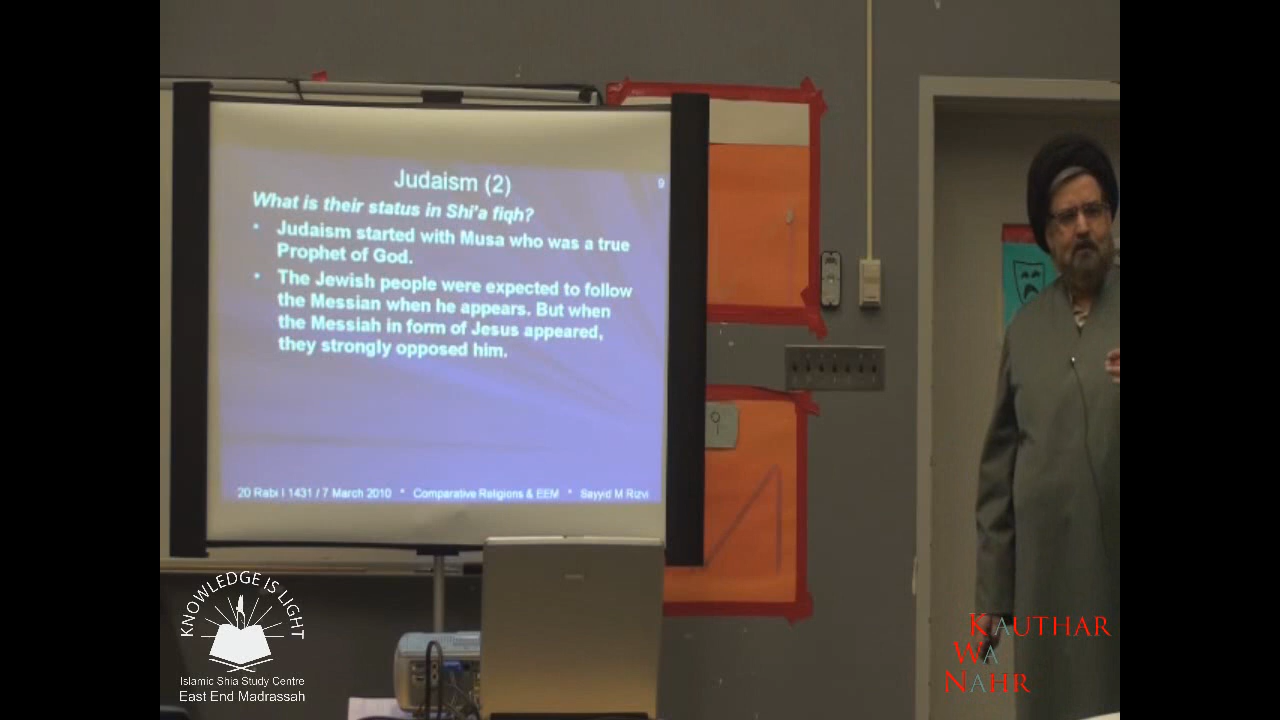 Judaism (2)
9
What is their status in Shi'a fiqh?
• Judaism started with Musa who was a true
Prophet of God.
• The Jewish people were expected to follow
the Messian when he appears. But when
the Messiah in form of Jesus appeared,
they strongly opposed him.
20 Rabi I 1431 / 7 March 2010 * Comparative Religions & EEM * Sayyid M Rizvi
KNOWLEDGE IS LIGHT
Islamic Shia Study Centre
East End Madrassah
KAUTHAR
WA
NAHR